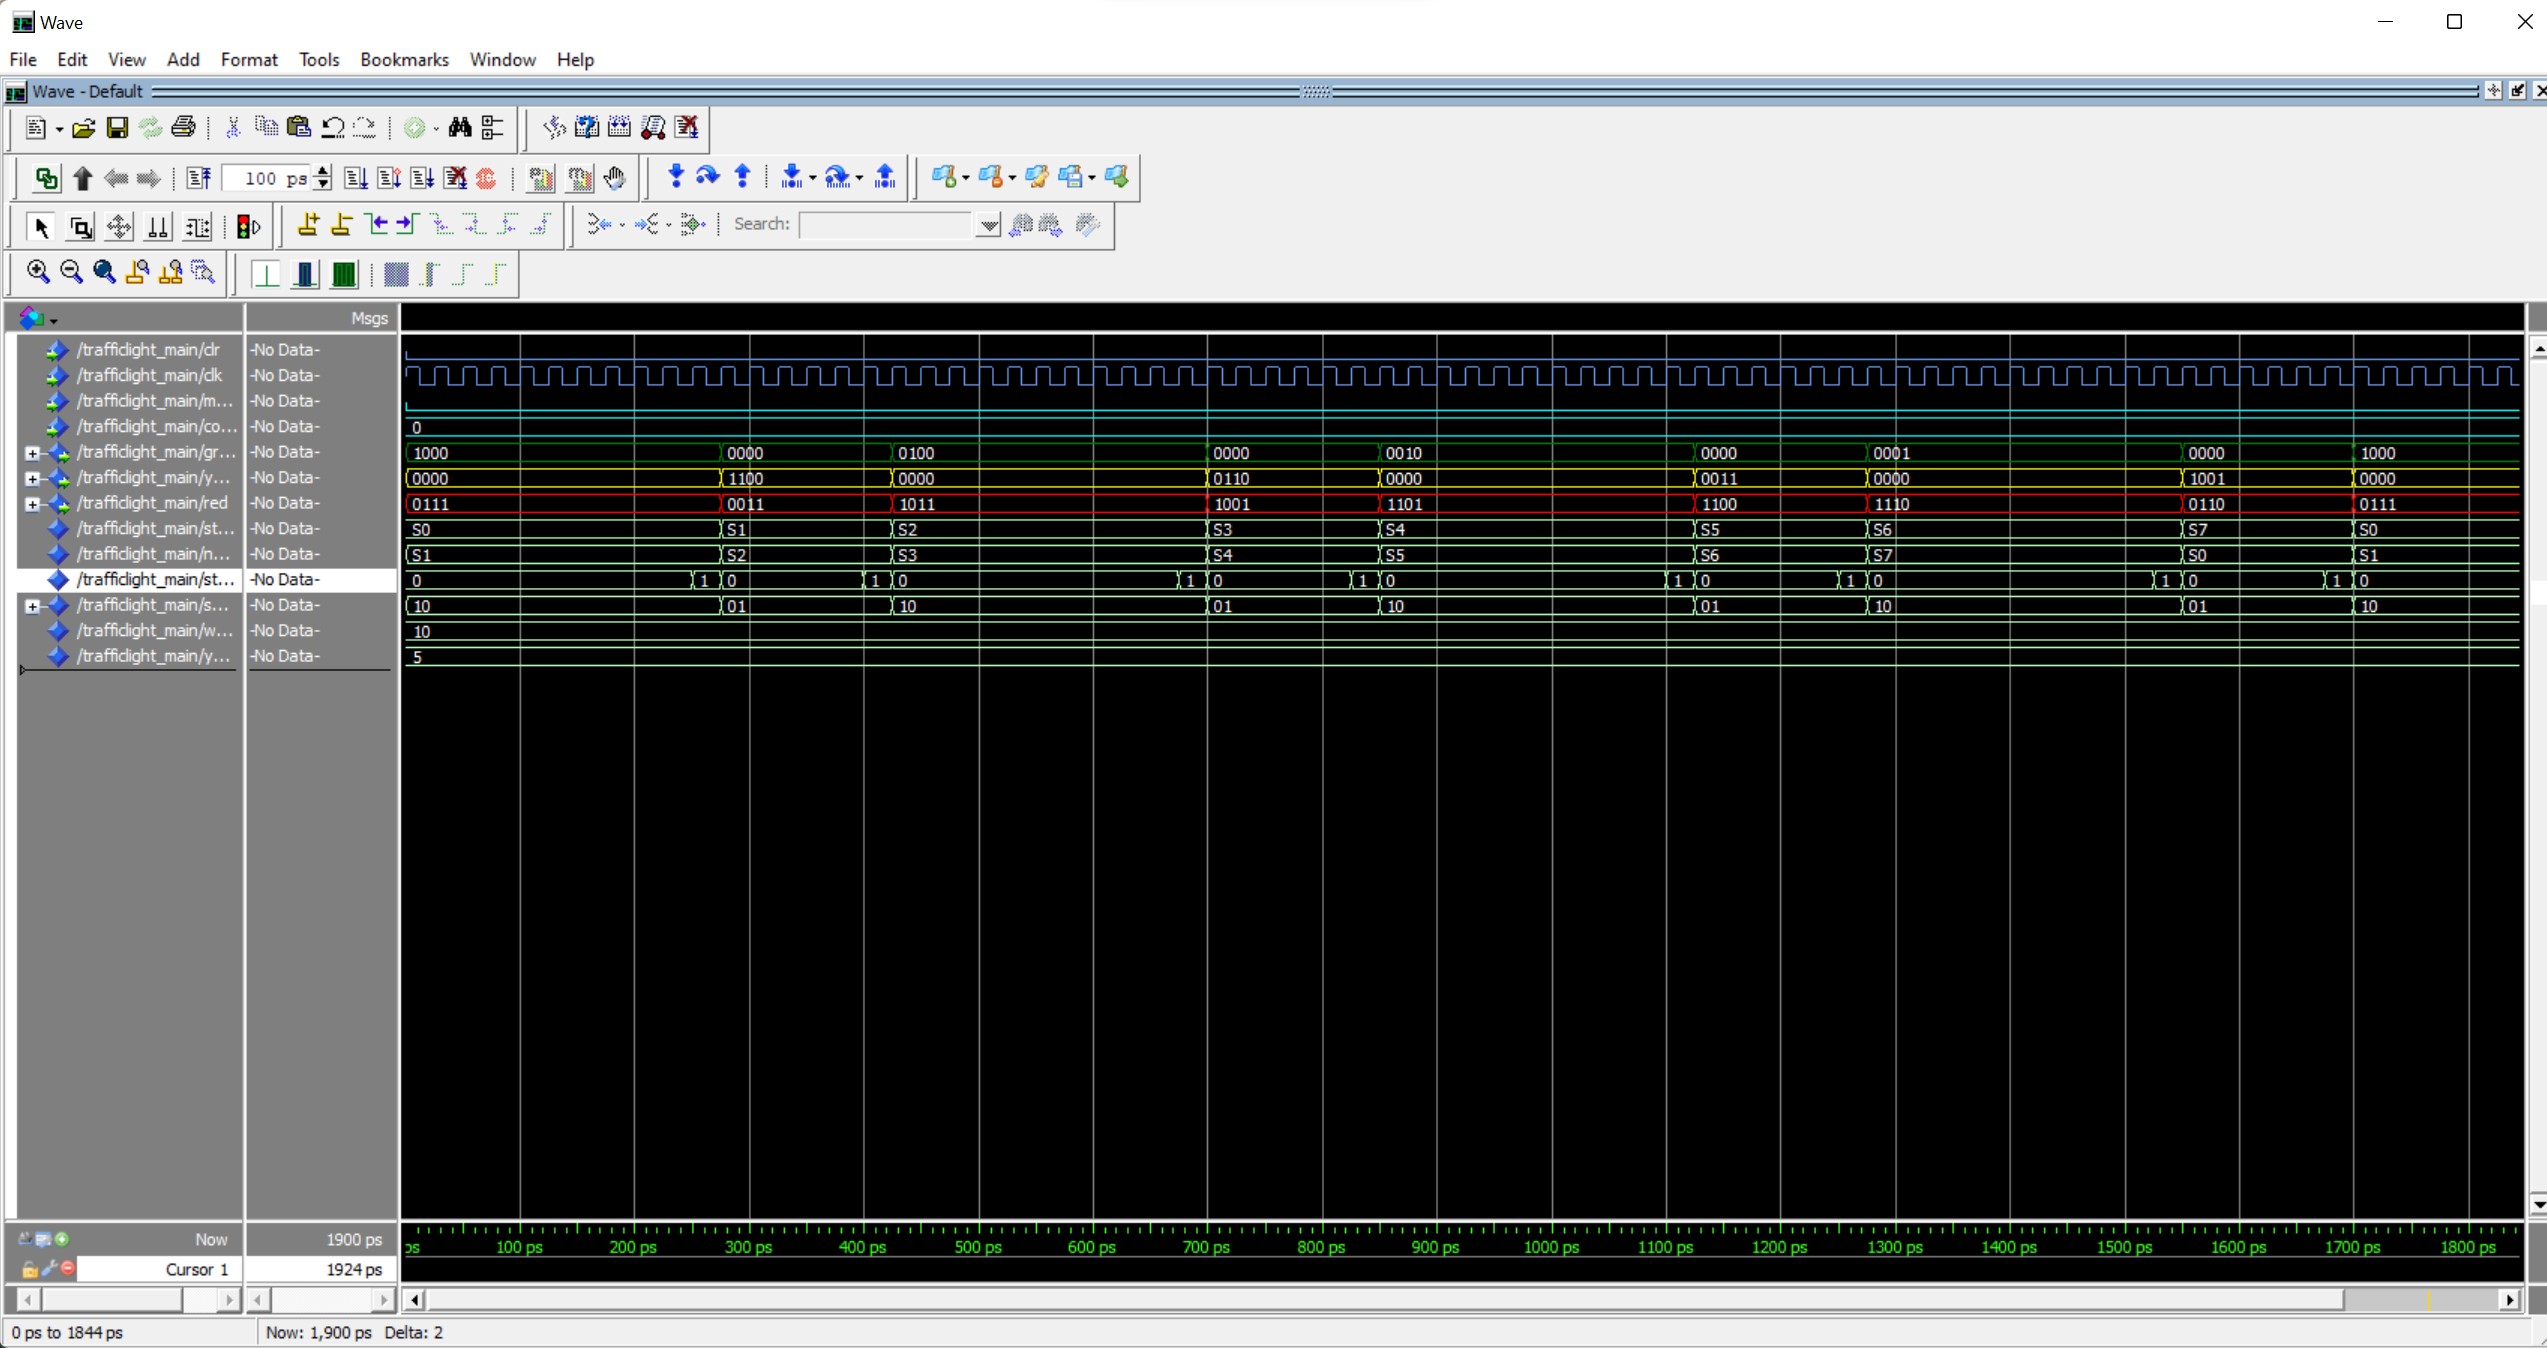 Wave
File Edit View Add Format Tools Bookmarks Window Help
Wave - Default
100 ps
Search:
Msgs
/trafficlight_main/clr -No Data-
/trafficlight_main/clk -No Data-
/trafficlight_main/m... -No Data-
/trafficlight_main/co... -No Data- 0
/trafficlight_main/gr... -No Data- 1000 0000 0100 0000 0010 0000 0001 0000 1000
/trafficlight_main/y... -No Data- 0000 1100 0000 0110 0000 0011 0000 1001 0000
/trafficlight_main/red -No Data- 0111 0011 1011 1001 1101 1100 1110 0110 0111
/trafficlight_main/st... -No Data- S0 S1 S2 S3 S4 S5 S6 S7 S0
/trafficlight_main/n... -No Data- S1 S2 S3 S4 S5 S6 S7 S0 S1
/trafficlight_main/st... -No Data- 0 1 0 1 0 1 0 1 0 1 0 1 0 1 0 1 0
/trafficlight_main/s... -No Data- 10 01 10 01 10 01 10 01 10
/trafficlight_main/w... -No Data- 10
/trafficlight_main/y... -No Data- 5
Now 1900 ps
ps 100 ps 200 ps 300 ps 400 ps 500 ps 600 ps 700 ps 800 ps 900 ps 1000 ps 1100 ps 1200 ps 1300 ps 1400 ps 1500 ps 1600 ps 1700 ps 1800 ps
Cursor 1 1924 ps
0 ps to 1844 ps Now: 1,900 ps Delta: 2